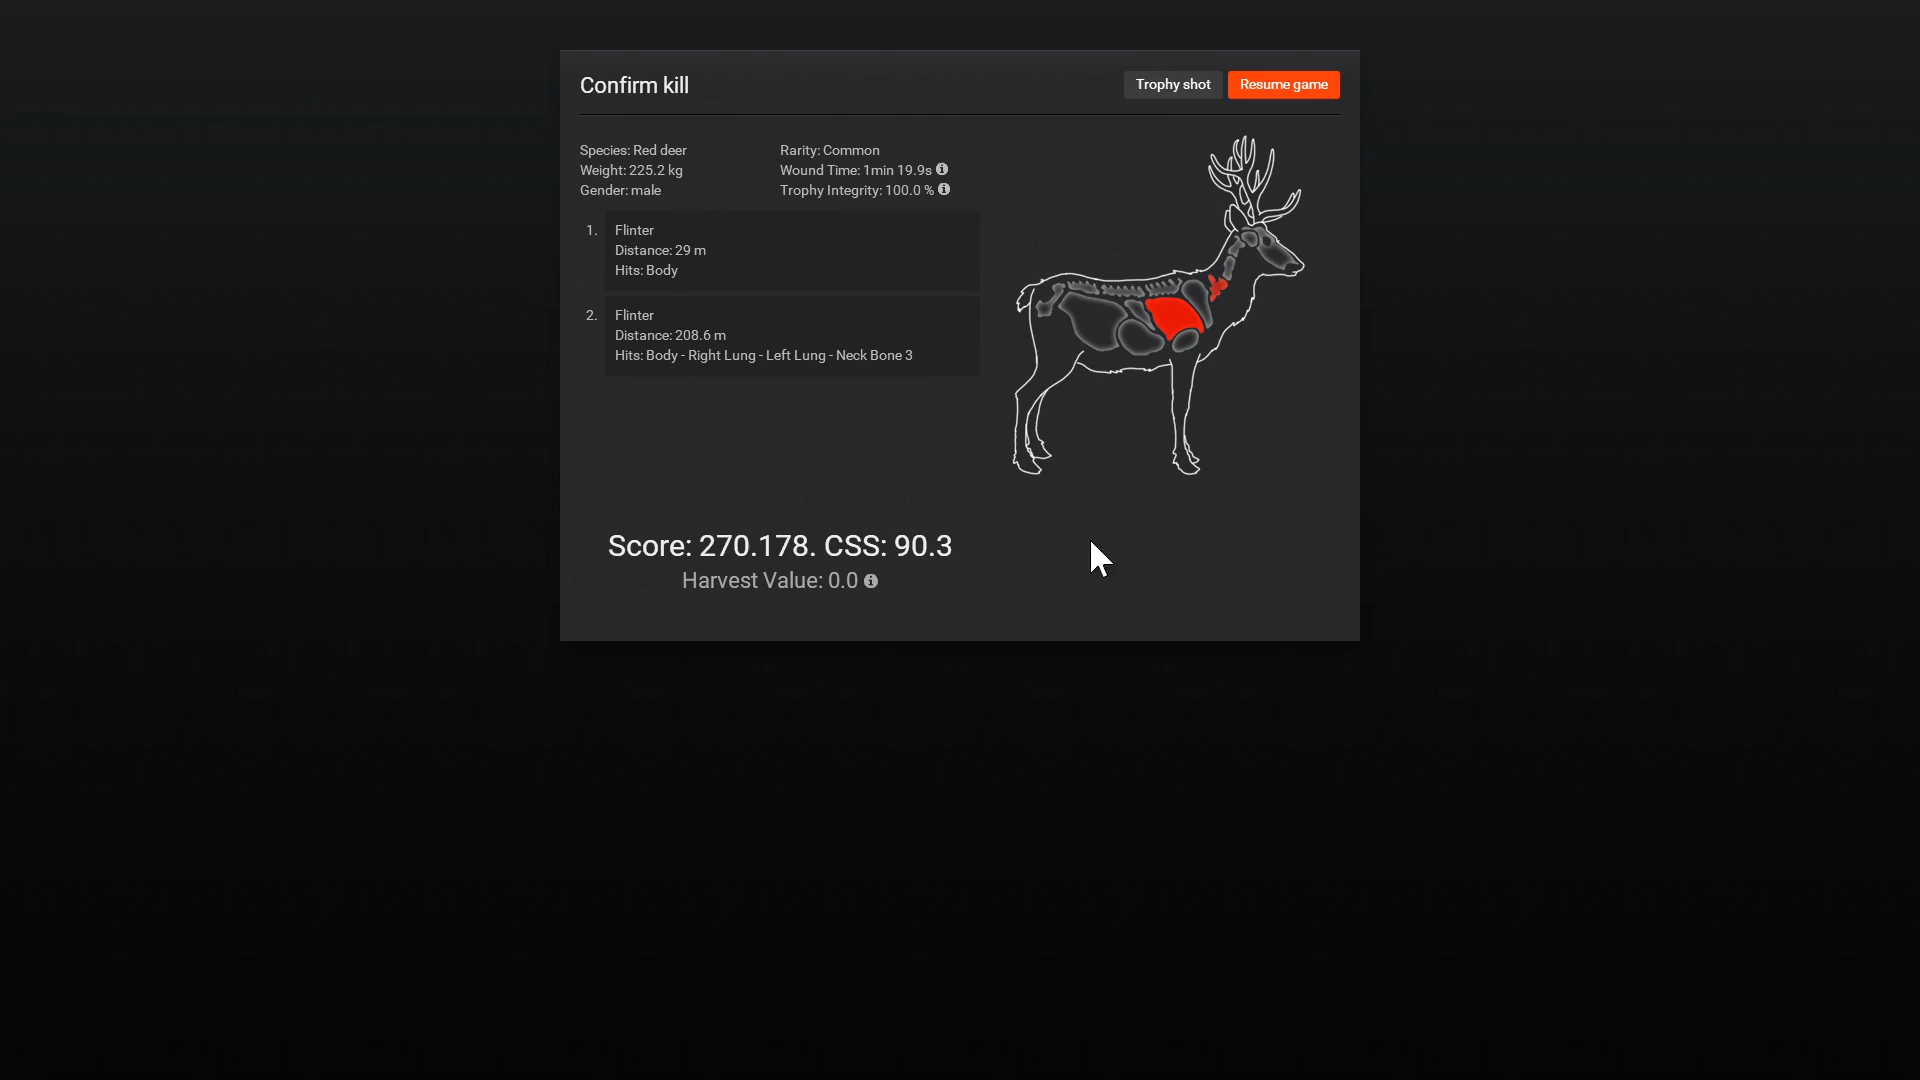 Confirm kill
Trophy shot
Resume game
Species: Red deer
Weight: 225.2 kg
Gender: male
Rarity: Common
Wound Time: 1min 19.9s
Trophy Integrity: 100.0 %
1.
Flinter
Distance: 29 m
Hits: Body
2.
Flinter
Distance: 208.6 m
Hits: Body - Right Lung - Left Lung - Neck Bone 3
Score: 270.178. CSS: 90.3
Harvest Value: 0.0